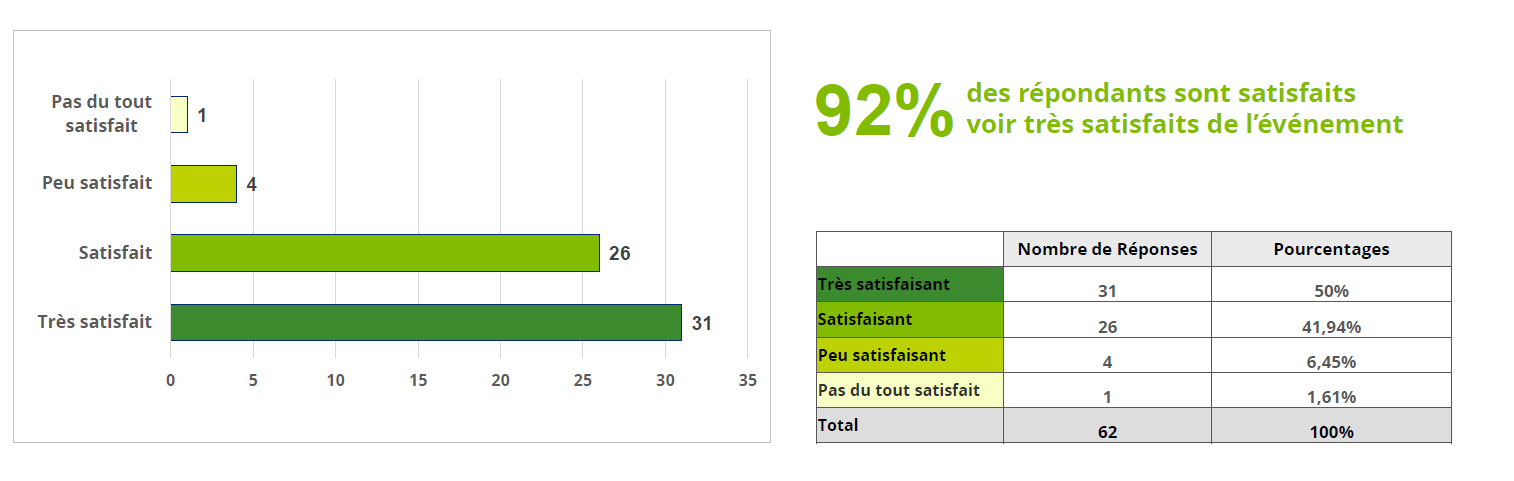 Pas du tout
satisfait
1
Peu satisfait
4
Satisfait
26
Très satisfait
31
0 5 10 15 20 25 30 35
92%
des répondants sont satisfaits
voir très satisfaits de l’événement
Nombre de Réponses Pourcentages
Très satisfaisant 31 50%
Satisfaisant 26 41,94%
Peu satisfaisant 4 6,45%
Pas du tout satisfait 1 1,61%
Total 62 100%